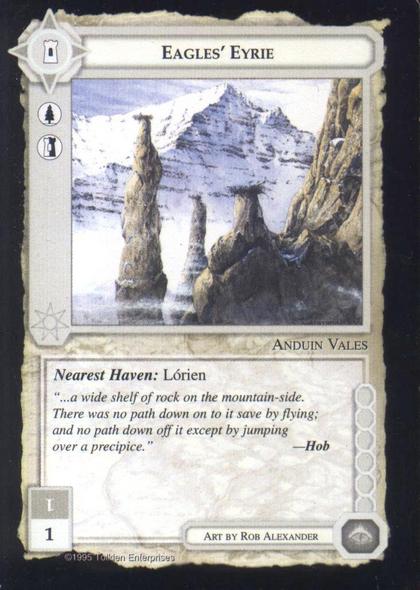 EAGLES' EYRIE
ANDUIN VALES
Nearest Haven: Lórien
"...a wide shelf of rock on the mountain-side.
There was no path down on to it save by flying;
and no path down off it except by jumping
over a precipice." —Hob
1
ART BY ROB ALEXANDER
©1995 Tolkien Enterprises